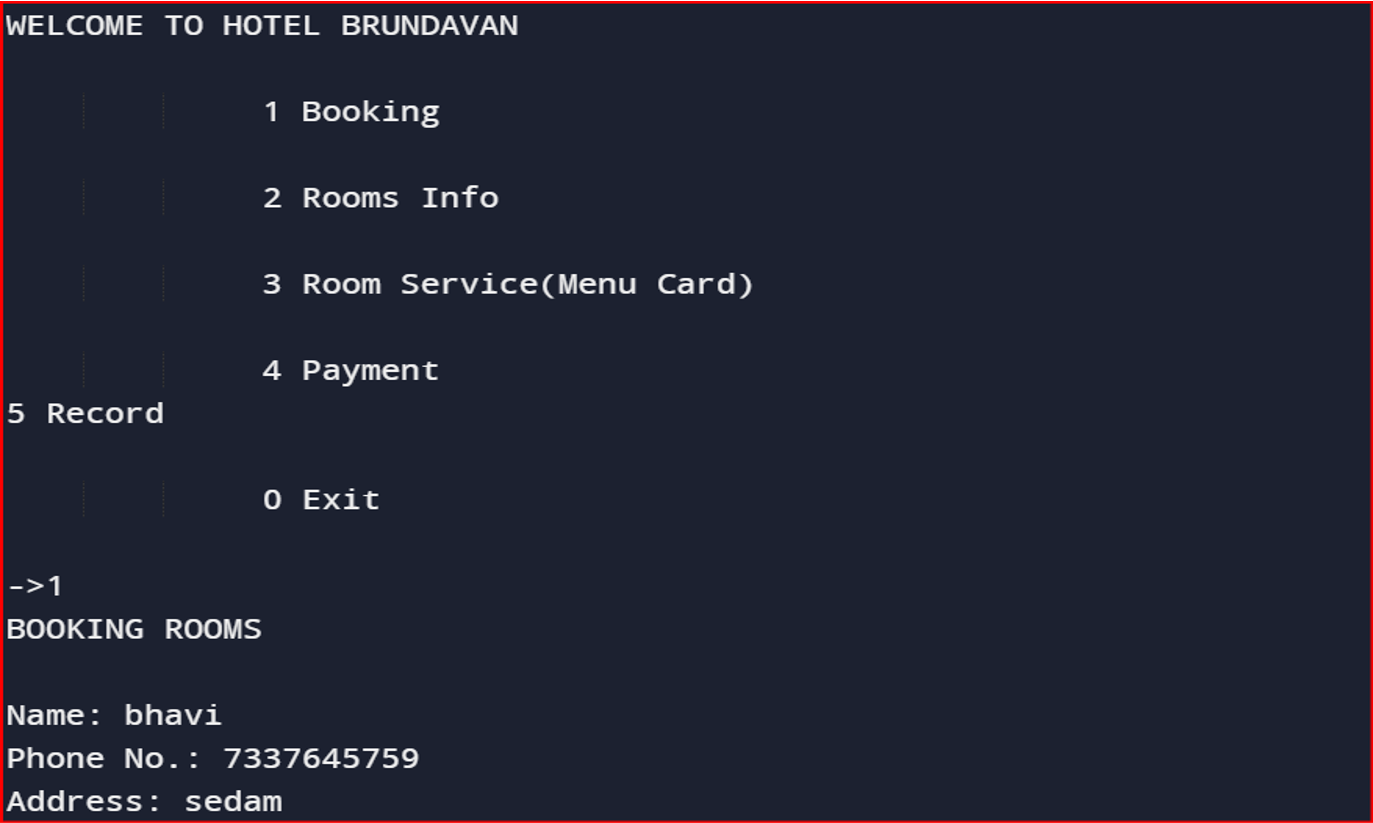 WELCOME TO HOTEL BRUNDAVAN
1 Booking
2 Rooms Info
3 Room Service(Menu Card)
4 Payment
5 Record
0 Exit
->1
BOOKING ROOMS
Name: bhavi
Phone No.: 7337645759
Address: sedam